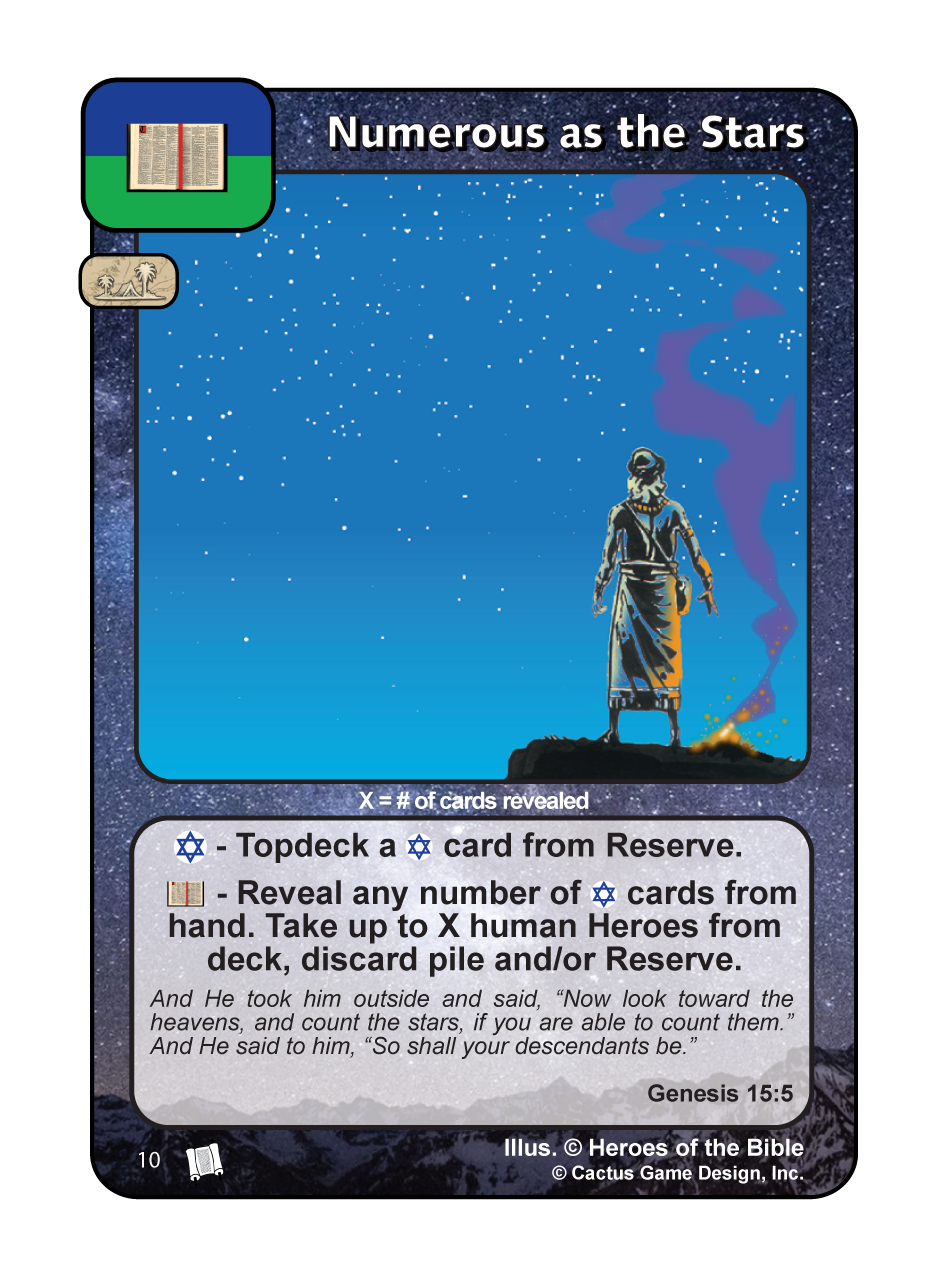 Numerous as the Stars
X = # of cards revealed
- Topdeck a card from Reserve.
- Reveal any number of cards from
hand. Take up to X human Heroes from
deck, discard pile and/or Reserve.
And He took him outside and said, “Now look toward the
heavens, and count the stars, if you are able to count them.”
And He said to him, “So shall your descendants be.”
Genesis 15:5
10
Illus. © Heroes of the Bible
© Cactus Game Design, Inc.